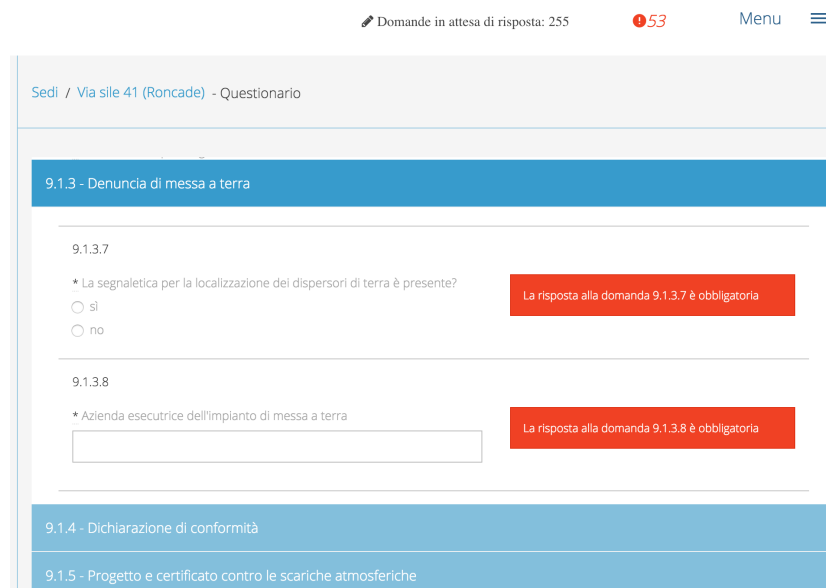 Domande in attesa di risposta: 255
53
Menu
Sedi / Via sile 41 (Roncade) - Questionario
9.1.3 - Denuncia di messa a terra
9.1.3.7
* La segnaletica per la localizzazione dei dispersori di terra è presente?
La risposta alla domanda 9.1.3.7 è obbligatoria
sì
no
9.1.3.8
* Azienda esecutrice dell'impianto di messa a terra
La risposta alla domanda 9.1.3.8 è obbligatoria
9.1.4 - Dichiarazione di conformità
9.1.5 - Progetto e certificato contro le scariche atmosferiche